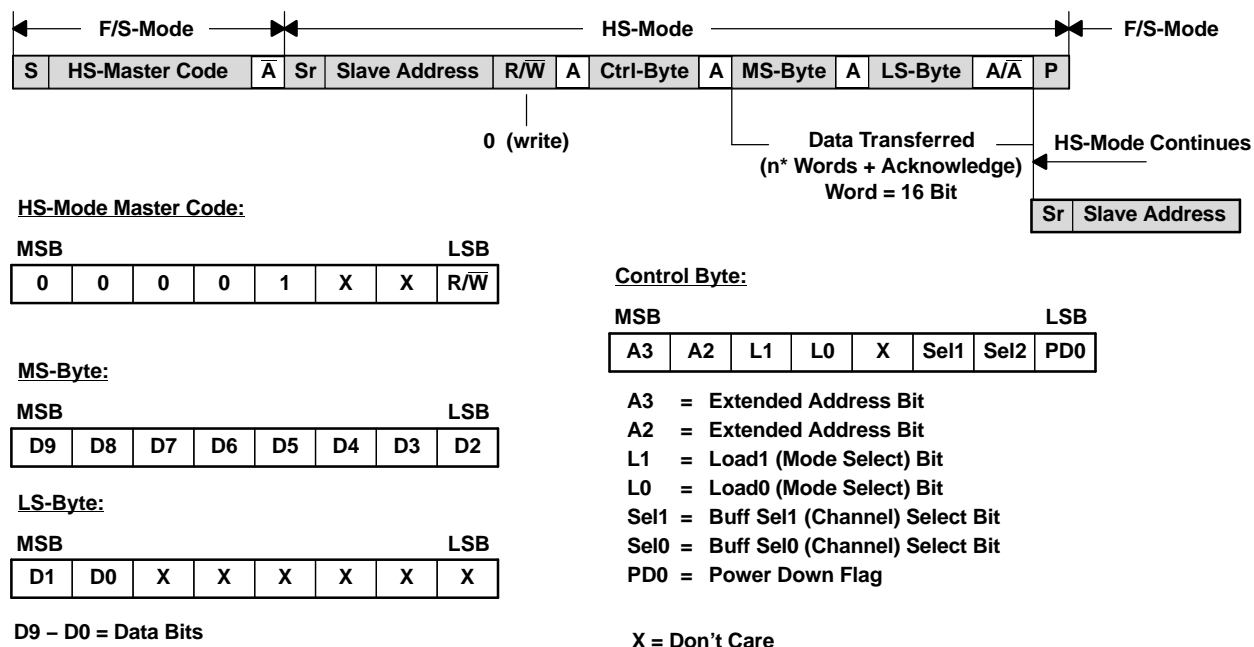 F/S-Mode HS-Mode F/S-Mode
S HS-Master Code A̅ Sr Slave Address R/W̅ A Ctrl-Byte A MS-Byte A LS-Byte A/A̅ P
0 (write)
Data Transferred
(n* Words + Acknowledge)
Word = 16 Bit
HS-Mode Continues
Sr Slave Address
HS-Mode Master Code:
MSB LSB
0 0 0 0 1 X X R/W̅
MS-Byte:
MSB LSB
D9 D8 D7 D6 D5 D4 D3 D2
LS-Byte:
MSB LSB
D1 D0 X X X X X X
D9 – D0 = Data Bits
Control Byte:
MSB LSB
A3 A2 L1 L0 X Sel1 Sel2 PD0
A3 = Extended Address Bit
A2 = Extended Address Bit
L1 = Load1 (Mode Select) Bit
L0 = Load0 (Mode Select) Bit
Sel1 = Buff Sel1 (Channel) Select Bit
Sel0 = Buff Sel0 (Channel) Select Bit
PD0 = Power Down Flag
X = Don't Care